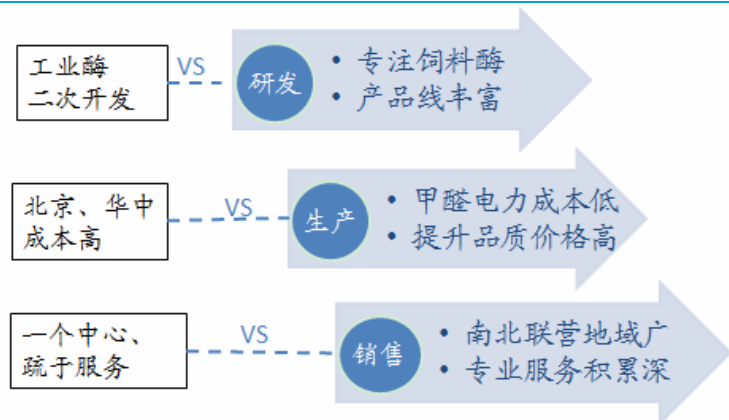 工业酶
二次开发
VS
研发
• 专注饲料酶
• 产品线丰富
北京、华中
成本高
VS
生产
• 甲醛电力成本低
• 提升品质价格高
一个中心、
疏于服务
VS
销售
• 南北联营地域广
• 专业服务积累深